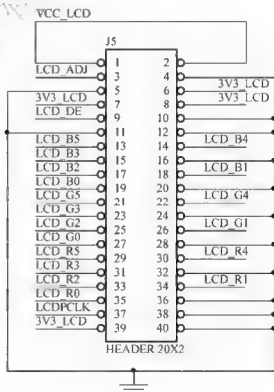 VCC_LCD
J5
1 2
LCD_ADJ 3 4
5 6 3V3_LCD
3V3_LCD 7 8 3V3_LCD
LCD_DE 9 10
11 12
LCD_B5 13 14 LCD_B4
LCD_B3 15 16
LCD_B2 17 18 LCD_B1
LCD_B0 19 20
LCD_G5 21 22 LCD_G4
LCD_G3 23 24
LCD_G2 25 26 LCD_G1
LCD_G0 27 28
LCD_R5 29 30 LCD_R4
LCD_R3 31 32
LCD_R2 33 34 LCD_R1
LCD_R0 35 36
LCDPCLK 37 38
3V3_LCD 39 40
HEADER 20X2